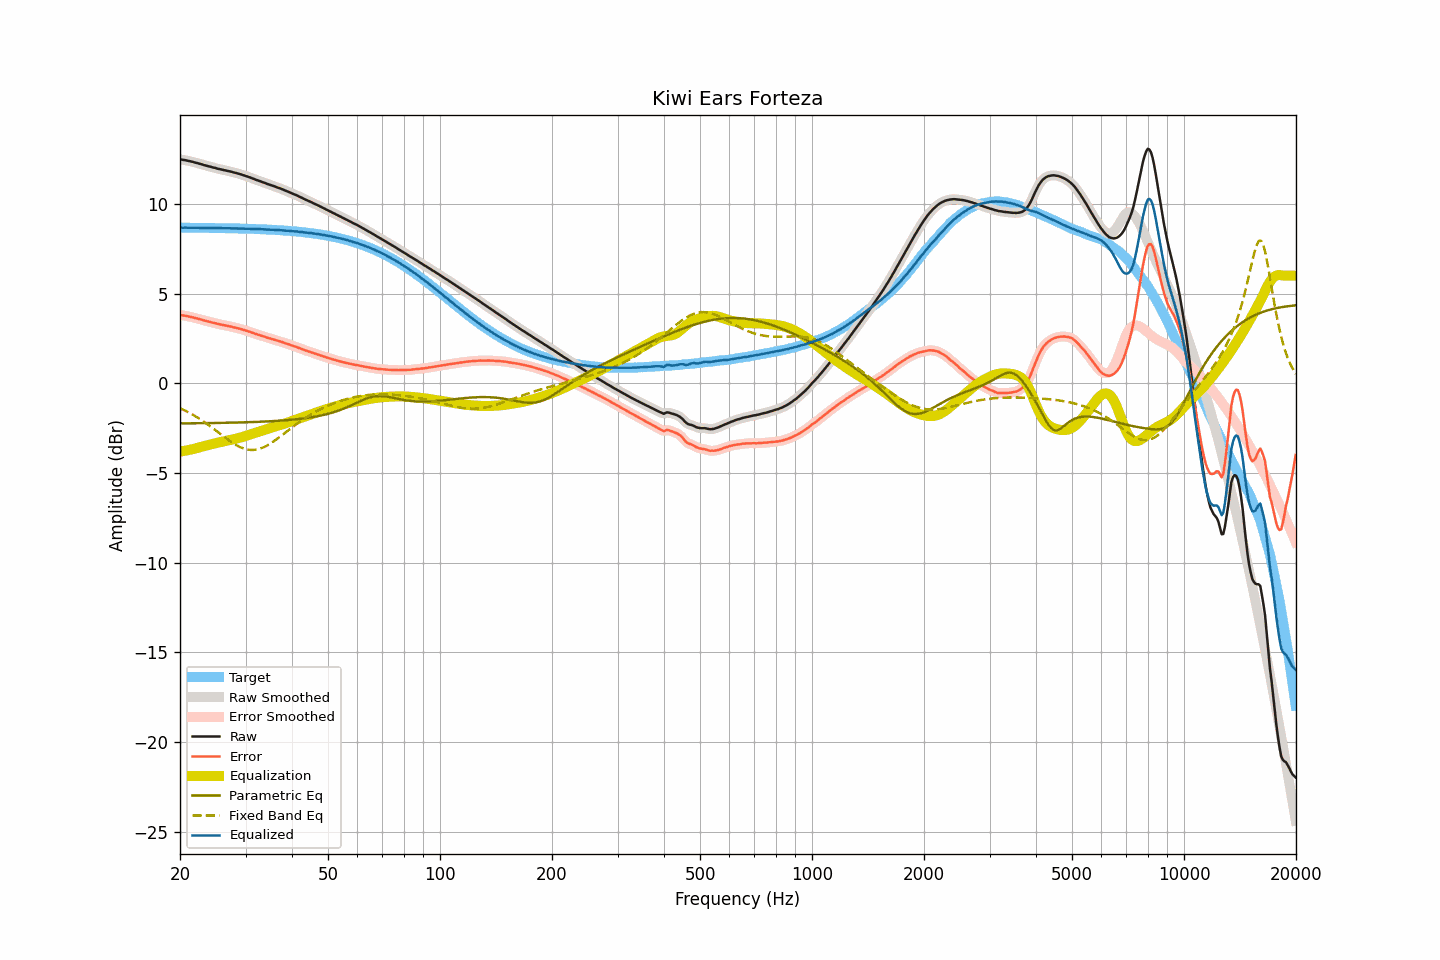 Kiwi Ears Forteza
Amplitude (dBr)
10
5
0
−5
−10
−15
−20
−25
Target
Raw Smoothed
Error Smoothed
Raw
Error
Equalization
Parametric Eq
Fixed Band Eq
Equalized
20 50 100 200 500 1000 2000 5000 10000 20000
Frequency (Hz)